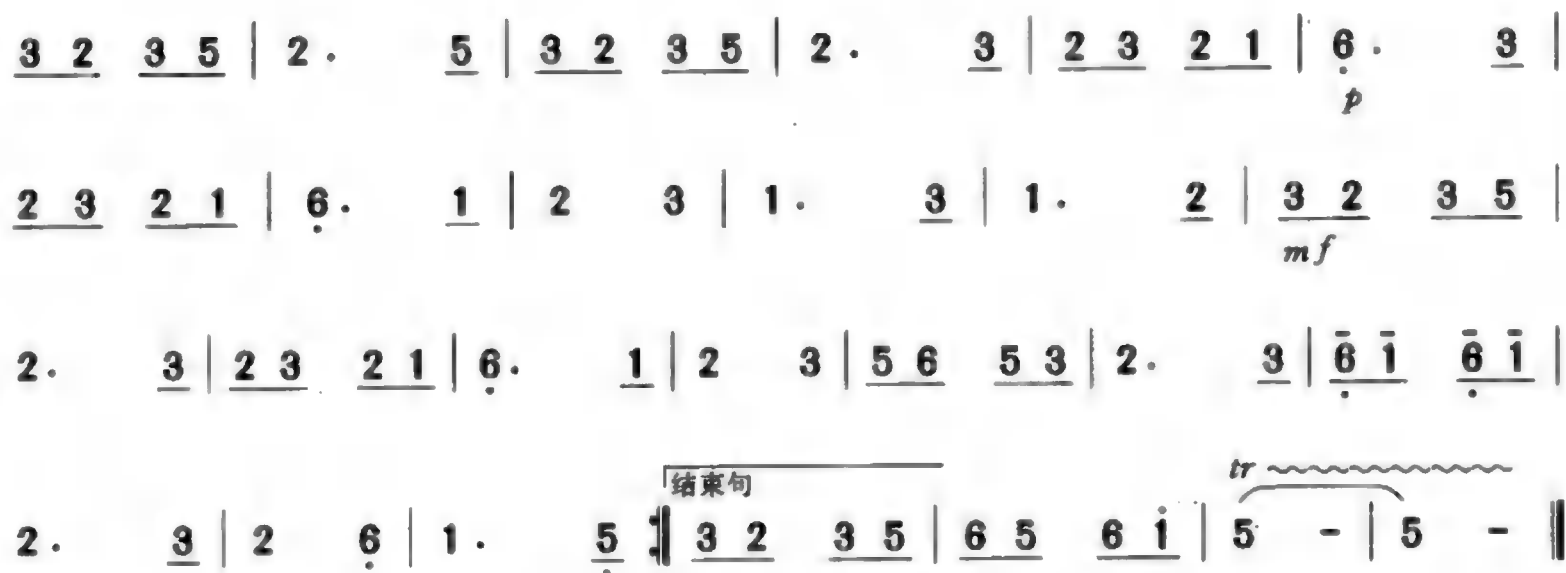 3 2 3 5 | 2. 5 | 3 2 3 5 | 2. 3 | 2 3 2 1 | 6̣. 3 |
p
2 3 2 1 | 6̣. 1 | 2 3 | 1. 3 | 1. 2 | 3 2 3 5 |
mf
2. 3 | 2 3 2 1 | 6̣. 1 | 2 3 | 5 6 5 3 | 2. 3 | 6̣̄ 1̄ 6̣̄ 1̄ |
结束句 tr
2. 3 | 2 6̣ | 1. 5̣ :‖ 3 2 3 5 | 6 5 6 1̇ | 5 - | 5 - ‖